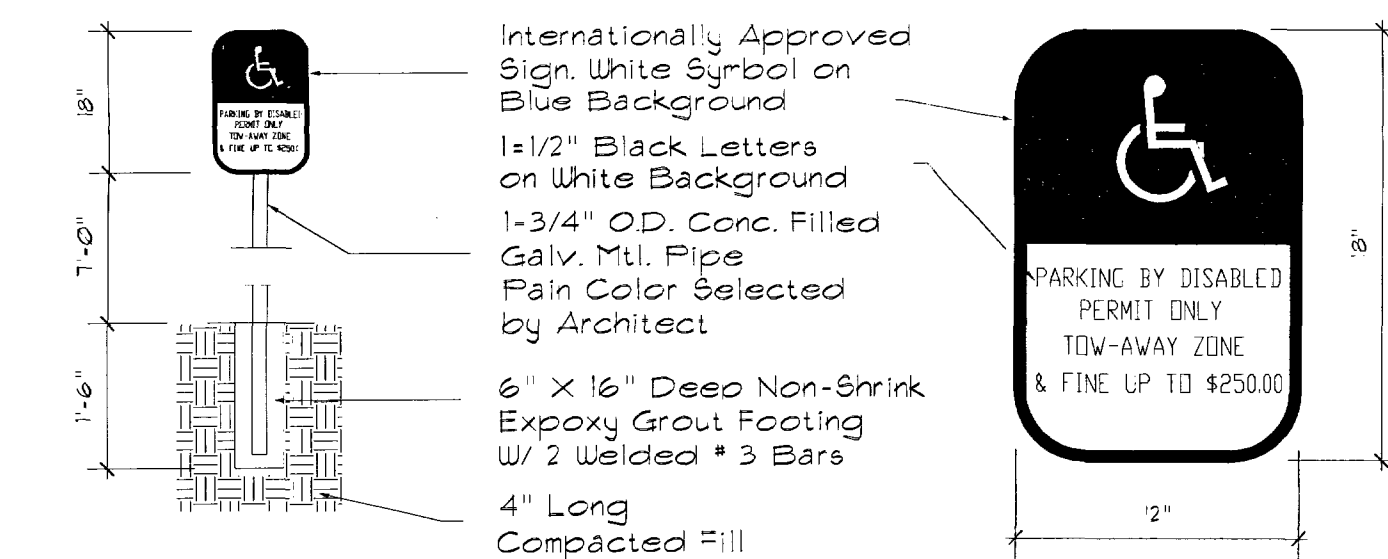 18"
7'-0"
1'-6"
PARKING BY DISABLED
PERMIT ONLY
TOW-AWAY ZONE
& FINE UP TO $250.0
Internationally Approved
Sign. White Symbol on
Blue Background
1=1/2" Black Letters
on White Background
1-3/4" O.D. Conc. Filled
Galv. Mtl. Pipe
Pain Color Selected
by Architect
6" X 16" Deep Non-Shrink
Expoxy Grout Footing
W/ 2 Welded # 3 Bars
4" Long
Compacted Fill
PARKING BY DISABLED
PERMIT ONLY
TOW-AWAY ZONE
& FINE UP TO $250.00
18"
12"